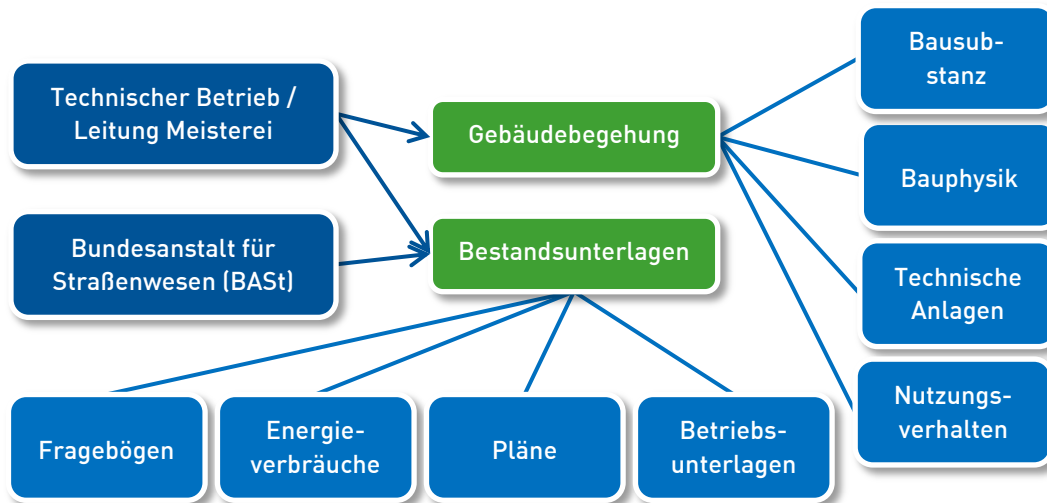 Technischer Betrieb /
Leitung Meisterei
Bundesanstalt für
Straßenwesen (BASt)
Gebäudebegehung
Bestandsunterlagen
Bausub-
stanz
Bauphysik
Technische
Anlagen
Nutzungs-
verhalten
Fragebögen
Energie-
verbräuche
Pläne
Betriebs-
unterlagen